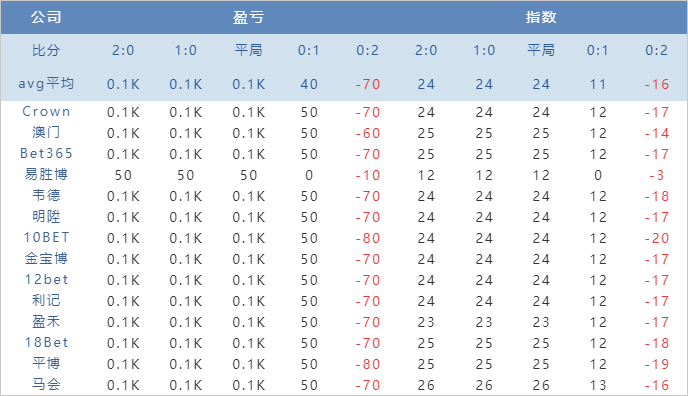 公司 盈亏 指数
比分 2:0 1:0 平局 0:1 0:2 2:0 1:0 平局 0:1 0:2
avg平均 0.1K 0.1K 0.1K 40 -70 24 24 24 11 -16
Crown 0.1K 0.1K 0.1K 50 -70 24 24 24 12 -17
澳门 0.1K 0.1K 0.1K 50 -60 25 25 25 12 -14
Bet365 0.1K 0.1K 0.1K 50 -70 25 25 25 12 -17
易胜博 50 50 50 0 -10 12 12 12 0 -3
韦德 0.1K 0.1K 0.1K 50 -70 24 24 24 12 -18
明陞 0.1K 0.1K 0.1K 50 -70 24 24 24 12 -17
10BET 0.1K 0.1K 0.1K 50 -80 24 24 24 12 -20
金宝博 0.1K 0.1K 0.1K 50 -70 24 24 24 12 -17
12bet 0.1K 0.1K 0.1K 50 -70 24 24 24 12 -17
利记 0.1K 0.1K 0.1K 50 -70 24 24 24 12 -17
盈禾 0.1K 0.1K 0.1K 50 -70 23 23 23 12 -17
18Bet 0.1K 0.1K 0.1K 50 -70 25 25 25 12 -18
平博 0.1K 0.1K 0.1K 50 -80 25 25 25 12 -19
马会 0.1K 0.1K 0.1K 50 -70 26 26 26 13 -16